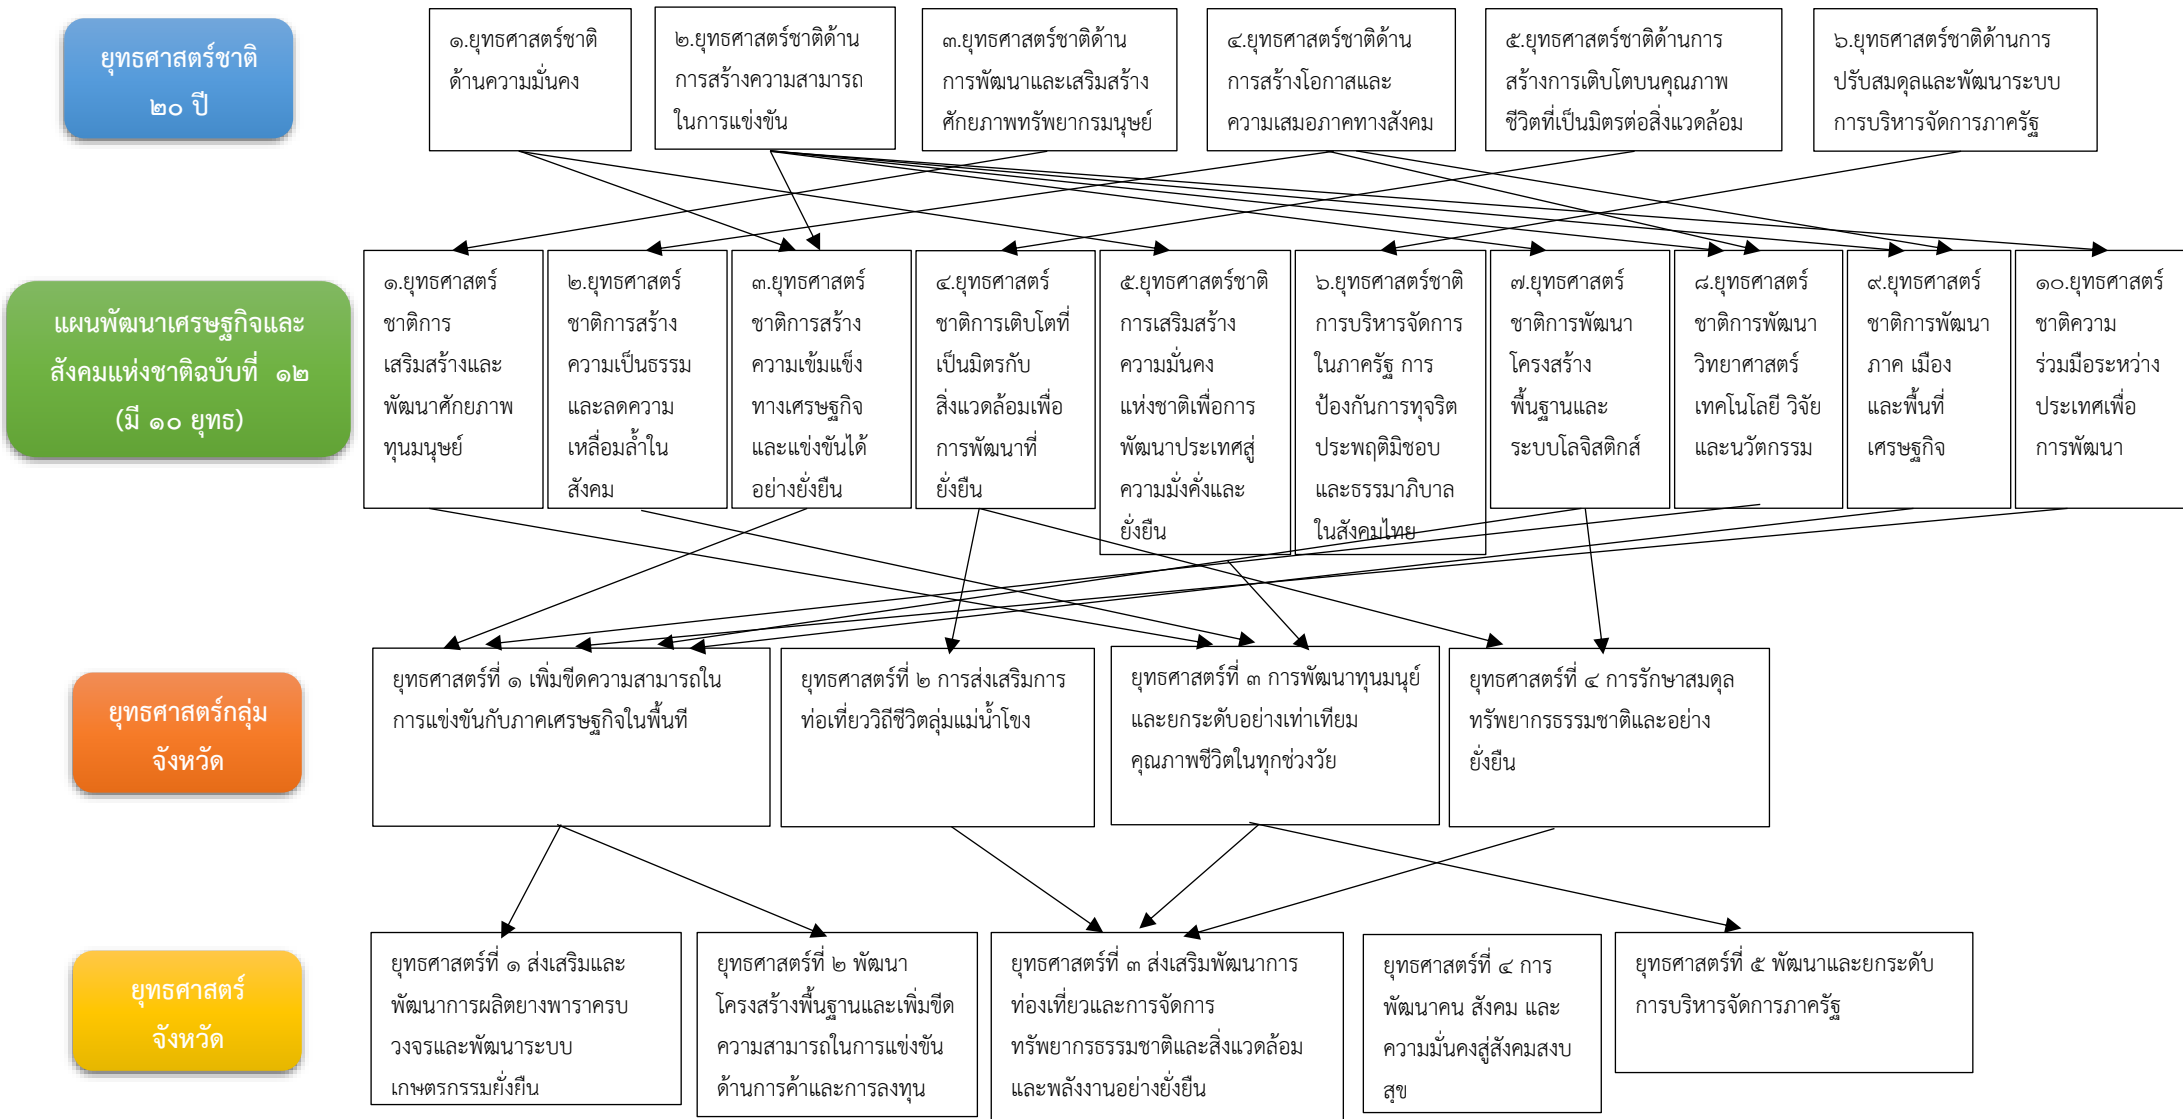 ยุทธศาสตร์ชาติ
๒๐ ปี
๑.ยุทธศาสตร์ชาติ
ด้านความมั่นคง
๒.ยุทธศาสตร์ชาติด้าน
การสร้างความสามารถ
ในการแข่งขัน
๓.ยุทธศาสตร์ชาติด้าน
การพัฒนาและเสริมสร้าง
ศักยภาพทรัพยากรมนุษย์
๔.ยุทธศาสตร์ชาติด้าน
การสร้างโอกาสและ
ความเสมอภาคทางสังคม
๕.ยุทธศาสตร์ชาติด้านการ
สร้างการเติบโตบนคุณภาพ
ชีวิตที่เป็นมิตรต่อสิ่งแวดล้อม
๖.ยุทธศาสตร์ชาติด้านการ
ปรับสมดุลและพัฒนาระบบ
การบริหารจัดการภาครัฐ
แผนพัฒนาเศรษฐกิจและ
สังคมแห่งชาติฉบับที่ ๑๒
(มี ๑๐ ยุทธ)
๑.ยุทธศาสตร์
ชาติการ
เสริมสร้างและ
พัฒนาศักยภาพ
ทุนมนุษย์
๒.ยุทธศาสตร์
ชาติการสร้าง
ความเป็นธรรม
และลดความ
เหลื่อมล้ำใน
สังคม
๓.ยุทธศาสตร์
ชาติการสร้าง
ความเข้มแข็ง
ทางเศรษฐกิจ
และแข่งขันได้
อย่างยั่งยืน
๔.ยุทธศาสตร์
ชาติการเติบโตที่
เป็นมิตรกับ
สิ่งแวดล้อมเพื่อ
การพัฒนาที่
ยั่งยืน
๕.ยุทธศาสตร์ชาติ
การเสริมสร้าง
ความมั่นคง
แห่งชาติเพื่อการ
พัฒนาประเทศสู่
ความมั่งคั่งและ
ยั่งยืน
๖.ยุทธศาสตร์ชาติ
การบริหารจัดการ
ในภาครัฐ การ
ป้องกันการทุจริต
ประพฤติมิชอบ
และธรรมาภิบาล
ในสังคมไทย
๗.ยุทธศาสตร์
ชาติการพัฒนา
โครงสร้าง
พื้นฐานและ
ระบบโลจิสติกส์
๘.ยุทธศาสตร์
ชาติการพัฒนา
วิทยาศาสตร์
เทคโนโลยี วิจัย
และนวัตกรรม
๙.ยุทธศาสตร์
ชาติการพัฒนา
ภาค เมือง
และพื้นที่
เศรษฐกิจ
๑๐.ยุทธศาสตร์
ชาติความ
ร่วมมือระหว่าง
ประเทศเพื่อ
การพัฒนา
ยุทธศาสตร์กลุ่ม
จังหวัด
ยุทธศาสตร์ที่ ๑ เพิ่มขีดความสามารถใน
การแข่งขันกับภาคเศรษฐกิจในพื้นที
ยุทธศาสตร์ที่ ๒ การส่งเสริมการ
ท่อเที่ยววิถีชีวิตลุ่มแม่น้ำโขง
ยุทธศาสตร์ที่ ๓ การพัฒนาทุนมนุย์
และยกระดับอย่างเท่าเทียม
คุณภาพชีวิตในทุกช่วงวัย
ยุทธศาสตร์ที่ ๔ การรักษาสมดุล
ทรัพยากรธรรมชาติและอย่าง
ยั่งยืน
ยุทธศาสตร์
จังหวัด
ยุทธศาสตร์ที่ ๑ ส่งเสริมและ
พัฒนาการผลิตยางพาราครบ
วงจรและพัฒนาระบบ
เกษตรกรรมยั่งยืน
ยุทธศาสตร์ที่ ๒ พัฒนา
โครงสร้างพื้นฐานและเพิ่มขีด
ความสามารถในการแข่งขัน
ด้านการค้าและการลงทุน
ยุทธศาสตร์ที่ ๓ ส่งเสริมพัฒนาการ
ท่องเที่ยวและการจัดการ
ทรัพยากรธรรมชาติและสิ่งแวดล้อม
และพลังงานอย่างยั่งยืน
ยุทธศาสตร์ที่ ๔ การ
พัฒนาคน สังคม และ
ความมั่นคงสู่สังคมสงบ
สุข
ยุทธศาสตร์ที่ ๕ พัฒนาและยกระดับ
การบริหารจัดการภาครัฐ